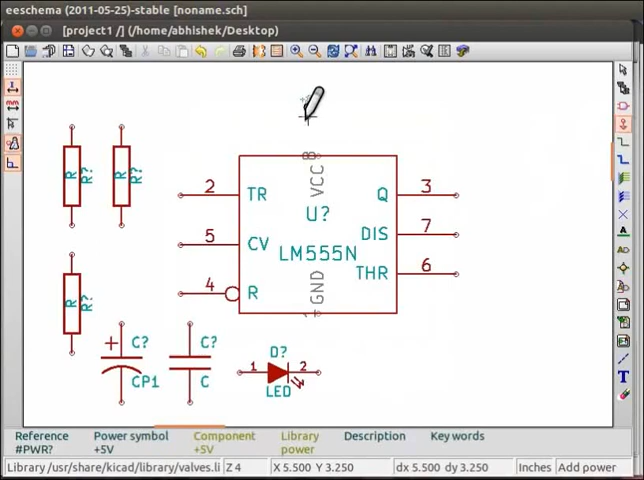 eeschema (2011-05-25)-stable [noname.sch]
[project1 /] (/home/abhishek/Desktop)
8
VCC
2 TR Q 3
U?
5 CV DIS 7
LM555N
THR 6
4 R
GND
1
R R?
R R?
R R?
C?
CP1
C?
C
D?
1 2
LED
Reference Power symbol Component Library Description Key words
#PWR? +5V +5V power
Library /usr/share/kicad/library/valves.li Z 4 X 5.500 Y 3.250 dx 5.500 dy 3.250 Inches Add power